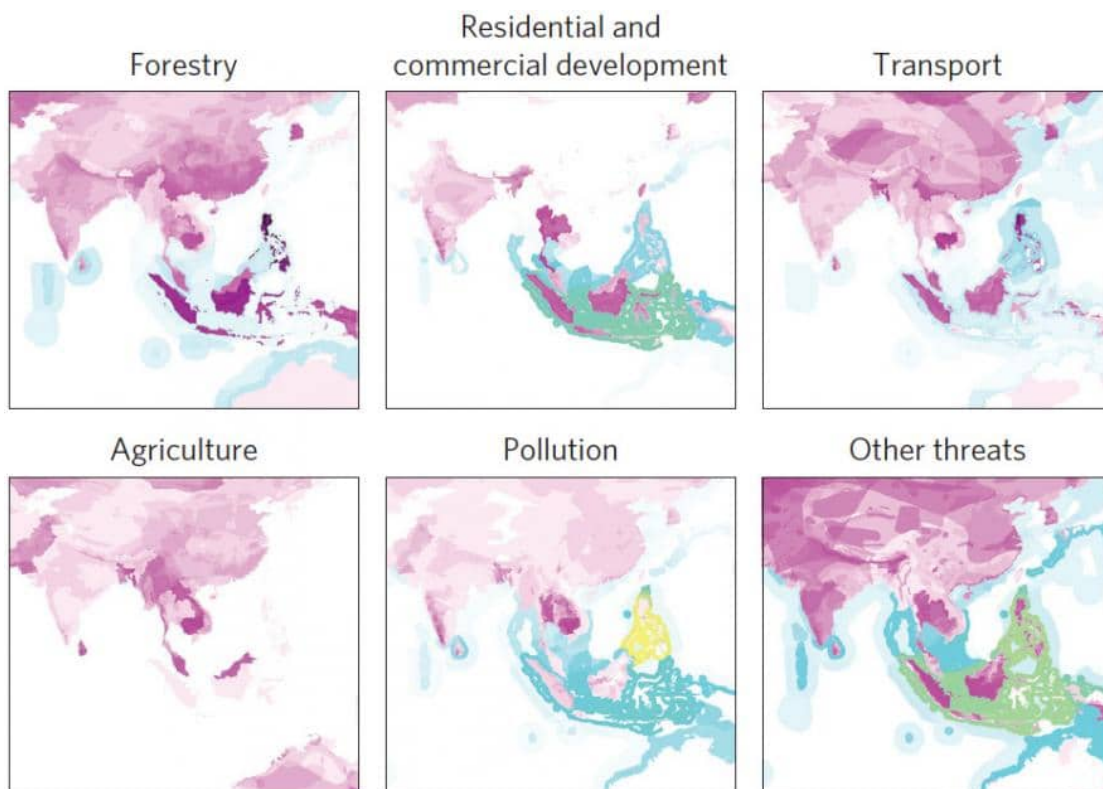 Forestry
Residential and
commercial development
Transport
Agriculture
Pollution
Other threats